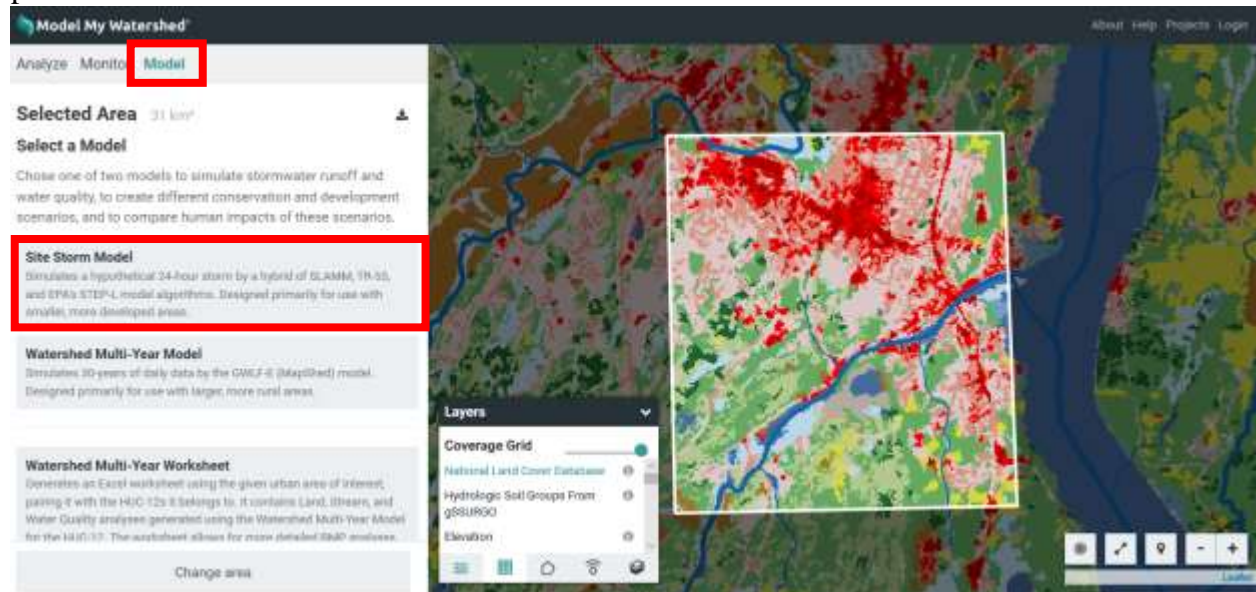 Model My Watershed®
About Help Projects Login
Analyze Monitor Model
Selected Area 31 km²
Select a Model
Chose one of two models to simulate stormwater runoff and
water quality, to create different conservation and development
scenarios, and to compare human impacts of these scenarios.
Site Storm Model
Simulates a hypothetical 24-hour storm by a hybrid of SLAMM, TR-55,
and EPA's STEP-L model algorithms. Designed primarily for use with
smaller, more developed areas.
Watershed Multi-Year Model
Simulates 30-years of daily data by the GWLF-E (MapShed) model.
Designed primarily for use with larger, more rural areas.
Watershed Multi-Year Worksheet
Generates an Excel worksheet using the given urban area of interest,
pairing it with the HUC-12s it belongs to. It contains Land, Stream, and
Water Quality analyses generated using the Watershed Multi-Year Model
for the HUC-12. The worksheet allows for more detailed BMP analyses
Change area
Layers
Coverage Grid
National Land Cover Database
Hydrologic Soil Groups From
gSSURGO
Elevation
- +
Leaflet